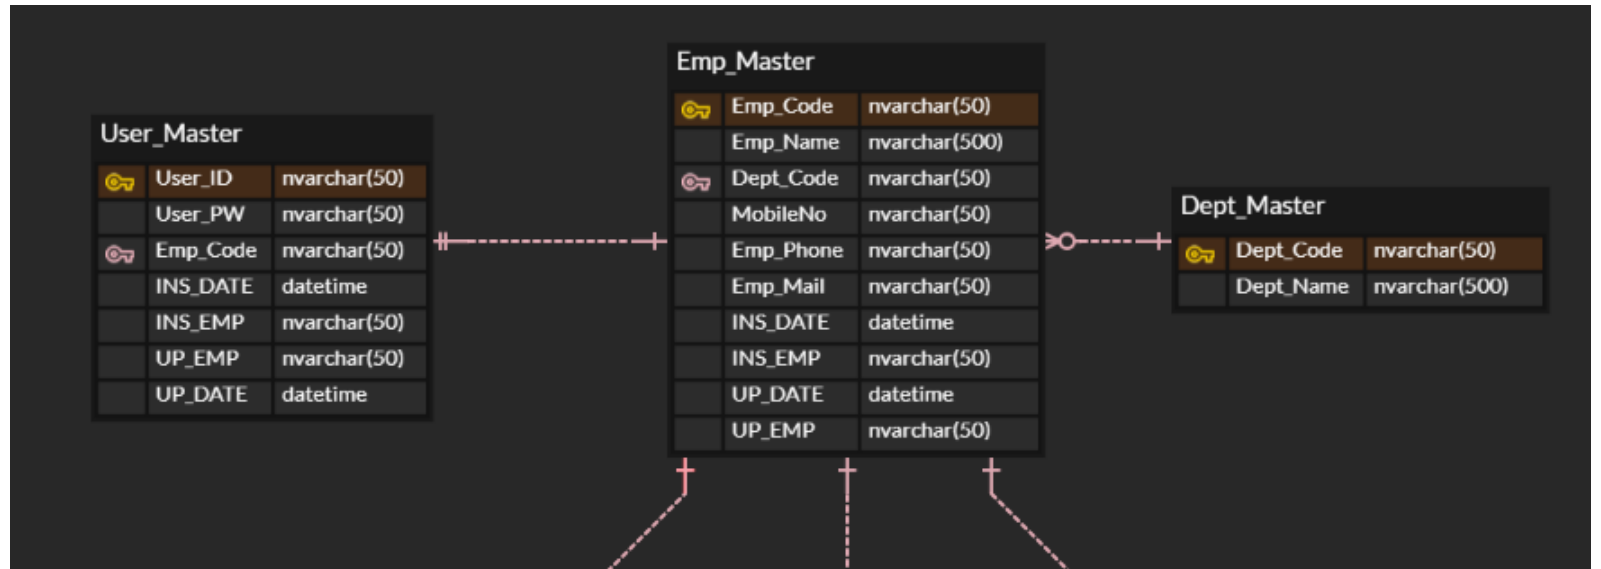 User_Master
User_ID nvarchar(50)
User_PW nvarchar(50)
Emp_Code nvarchar(50)
INS_DATE datetime
INS_EMP nvarchar(50)
UP_EMP nvarchar(50)
UP_DATE datetime
Emp_Master
Emp_Code nvarchar(50)
Emp_Name nvarchar(500)
Dept_Code nvarchar(50)
MobileNo nvarchar(50)
Emp_Phone nvarchar(50)
Emp_Mail nvarchar(50)
INS_DATE datetime
INS_EMP nvarchar(50)
UP_DATE datetime
UP_EMP nvarchar(50)
Dept_Master
Dept_Code nvarchar(50)
Dept_Name nvarchar(500)